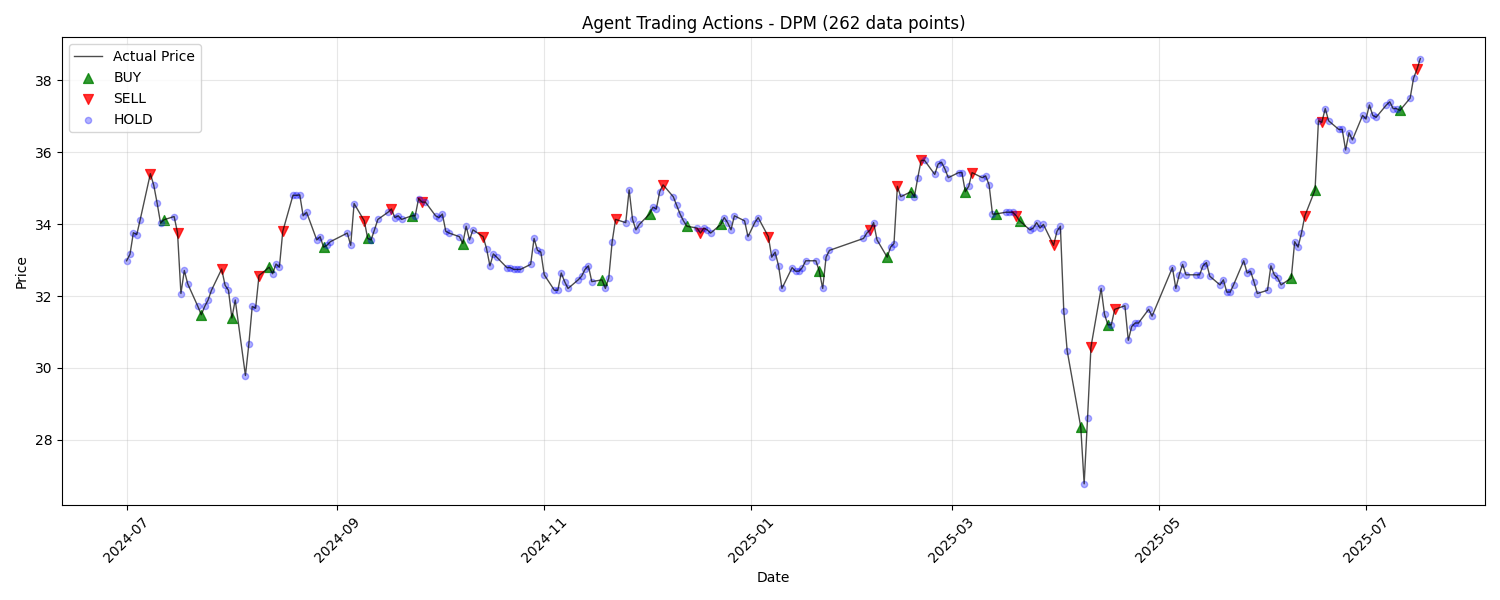 Agent Trading Actions - DPM (262 data points)
Actual Price
BUY
SELL
HOLD
Price
38
36
34
32
30
28
2024-07
2024-09
2024-11
2025-01
2025-03
2025-05
2025-07
Date